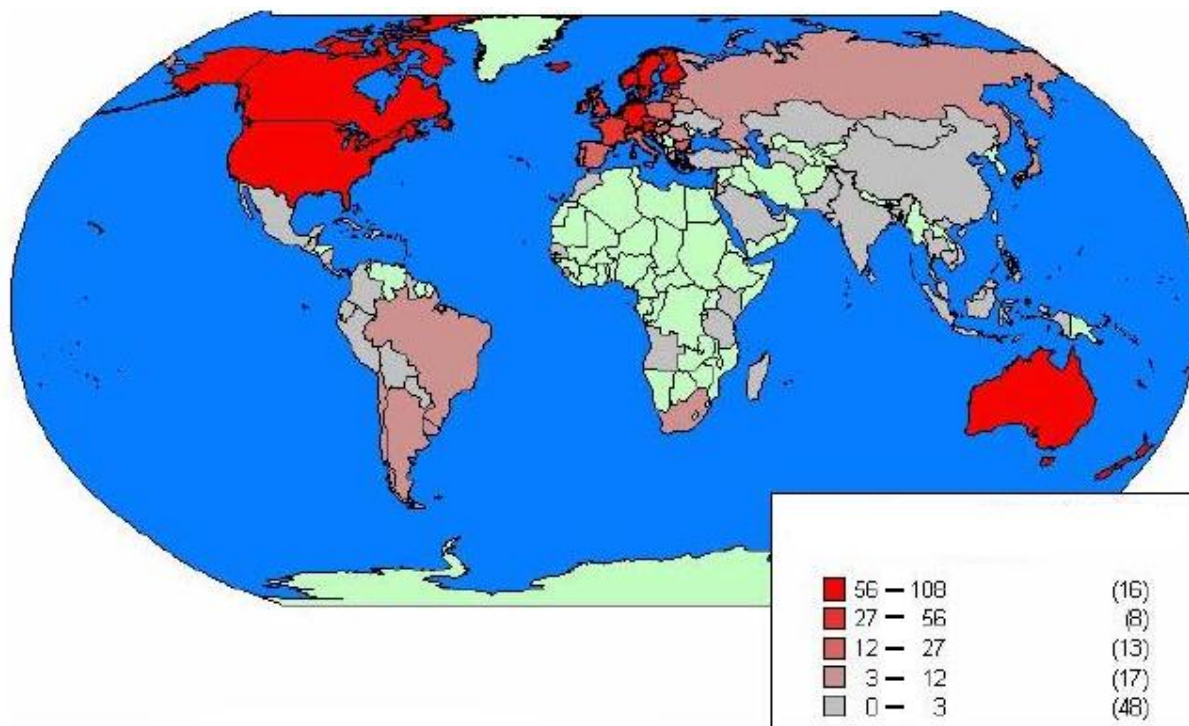 56 — 108 (16)
27 — 56 (8)
12 — 27 (13)
3 — 12 (17)
0 — 3 (48)